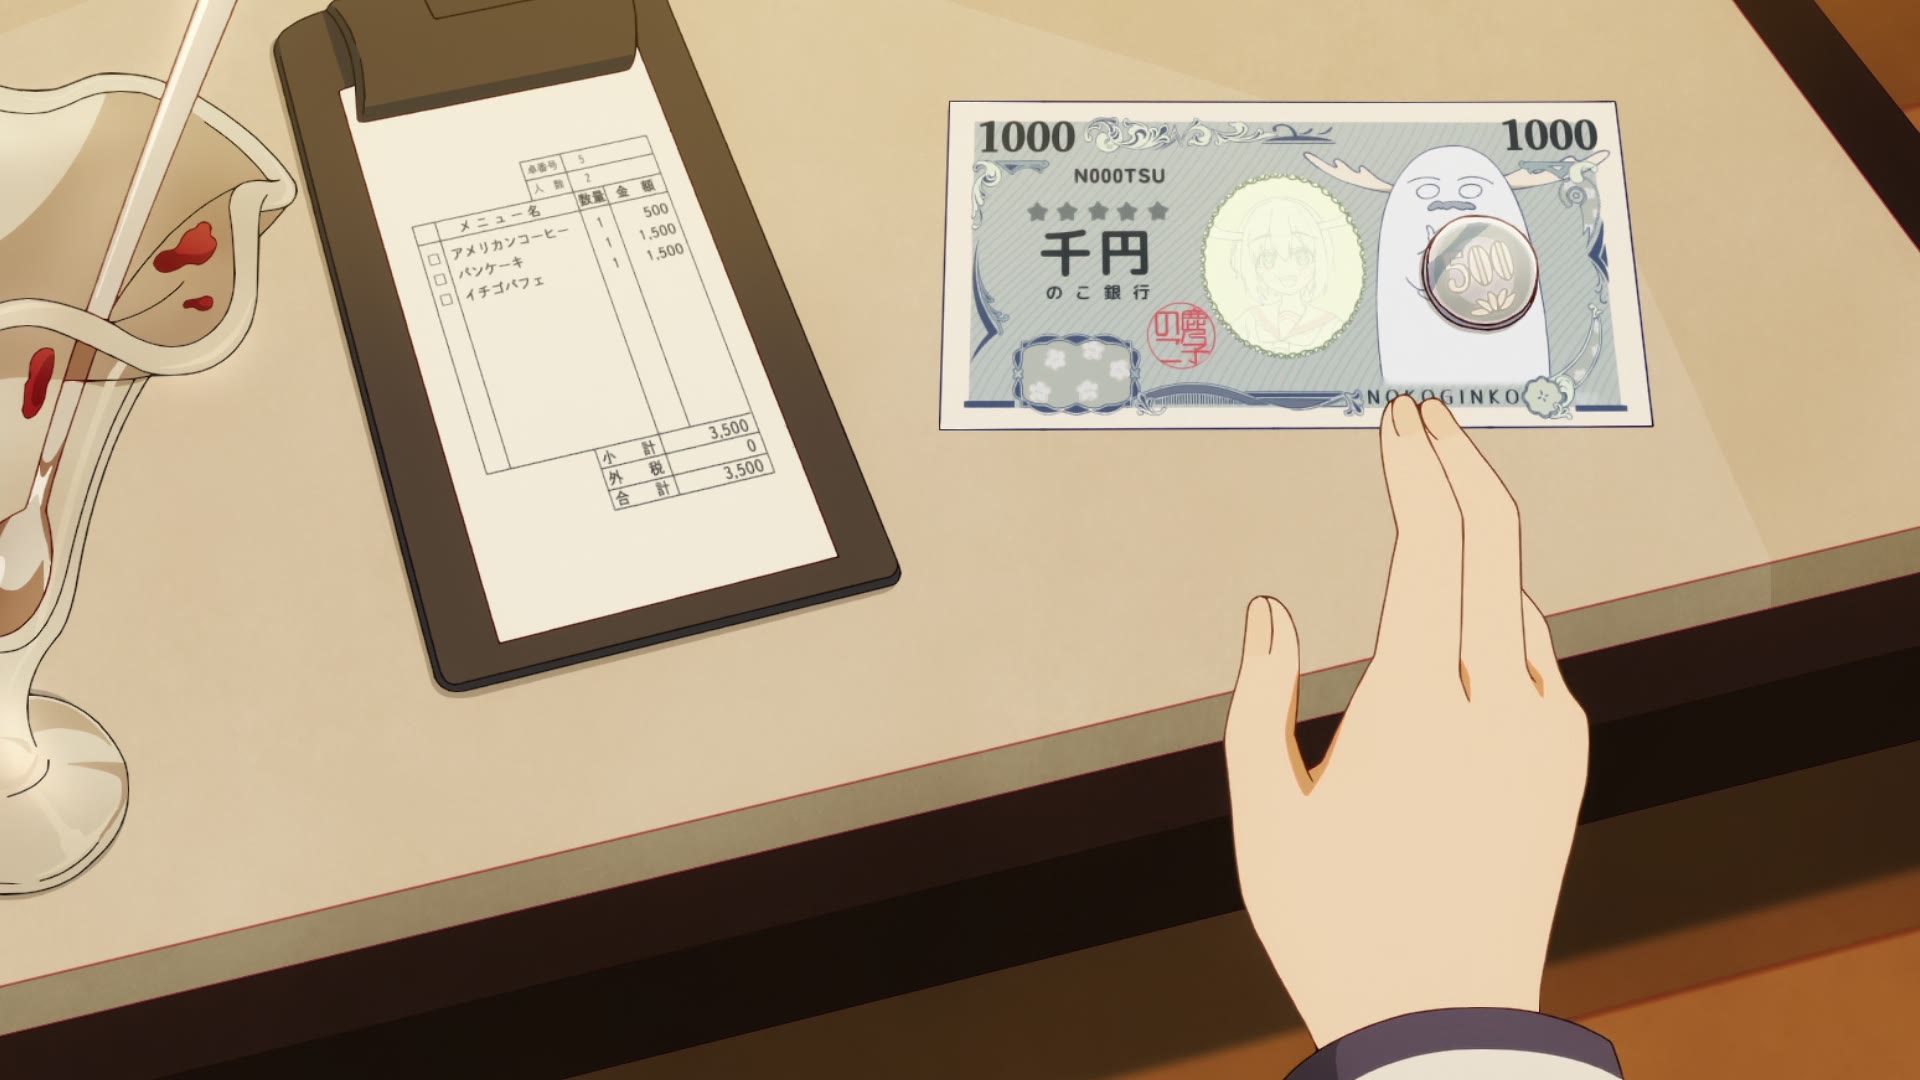 卓番号 5
人数 2
メニュー名 数量 金額
アメリカンコーヒー 1 500
パンケーキ 1 1,500
イチゴパフェ 1 1,500
小計 3,500
外税 0
合計 3,500
1000 1000
N000TSU
★★★★★
千円
のこ銀行
鹿の子
NOKOGINKO
500